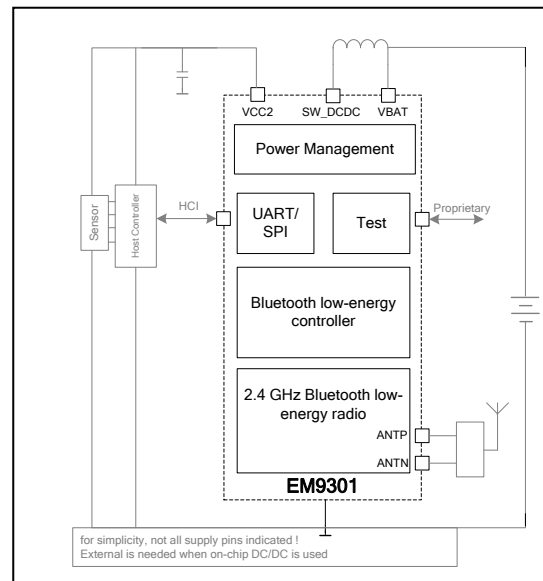 VCC2
SW_DCDC
VBAT
Power Management
Sensor
Host Controller
HCI
UART/
SPI
Test
Proprietary
Bluetooth low-energy
controller
2.4 GHz Bluetooth low-
energy radio
ANTP
ANTN
EM9301
for simplicity, not all supply pins indicated !
External is needed when on-chip DC/DC is used